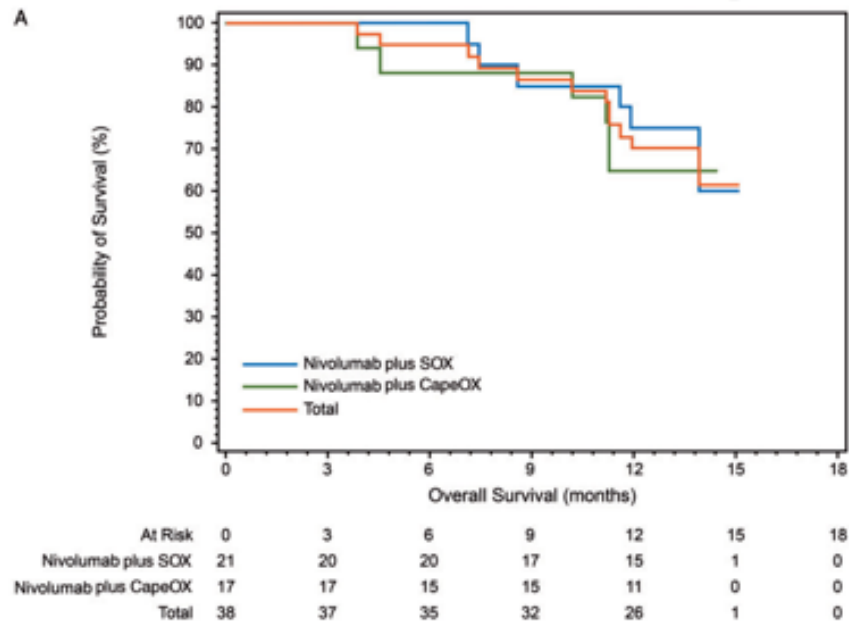 A
100
90
80
70
60
50
40
30
20
10
0
Probability of Survival (%)
Nivolumab plus SOX
Nivolumab plus CapeOX
Total
0 3 6 9 12 15 18
Overall Survival (months)
At Risk 0 3 6 9 12 15 18
Nivolumab plus SOX 21 20 20 17 15 1 0
Nivolumab plus CapeOX 17 17 15 15 11 0 0
Total 38 37 35 32 26 1 0